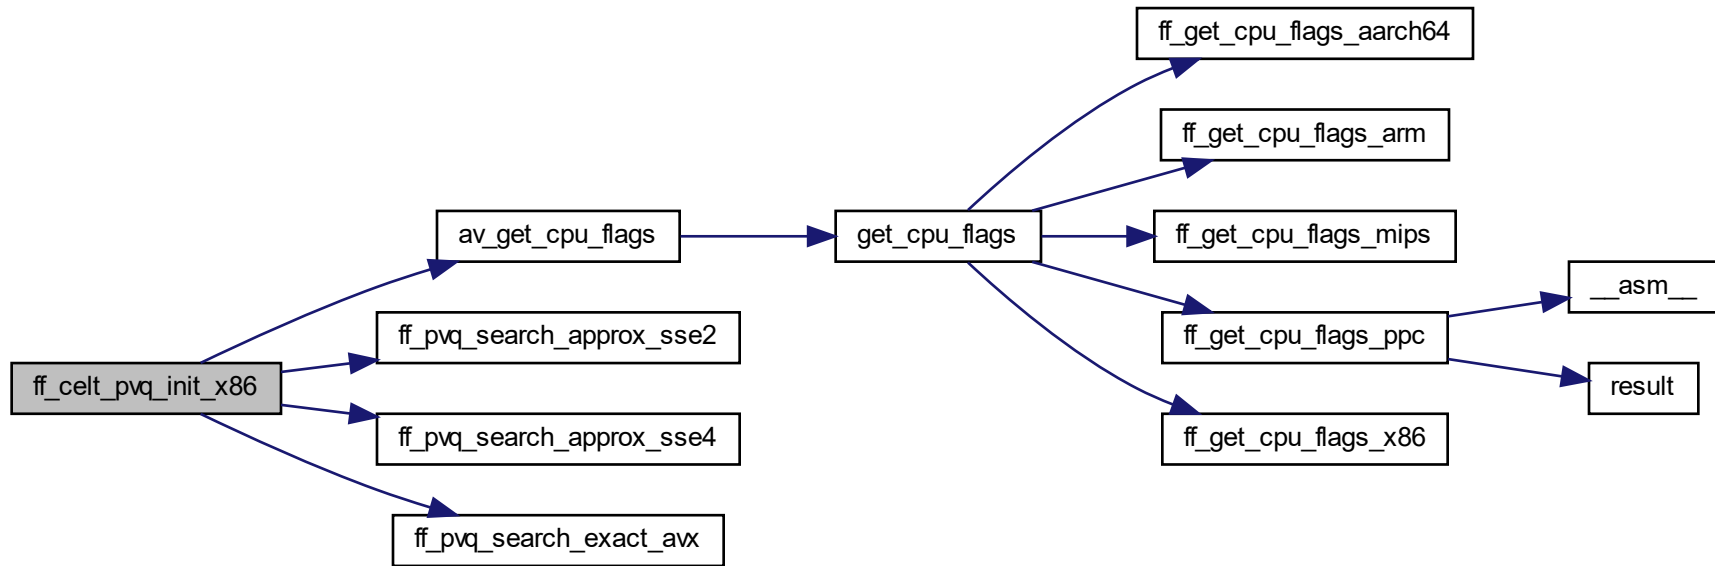 ff_get_cpu_flags_aarch64
ff_get_cpu_flags_arm
av_get_cpu_flags
get_cpu_flags
ff_get_cpu_flags_mips
__asm__
ff_pvq_search_approx_sse2
ff_get_cpu_flags_ppc
ff_celt_pvq_init_x86
result
ff_pvq_search_approx_sse4
ff_get_cpu_flags_x86
ff_pvq_search_exact_avx